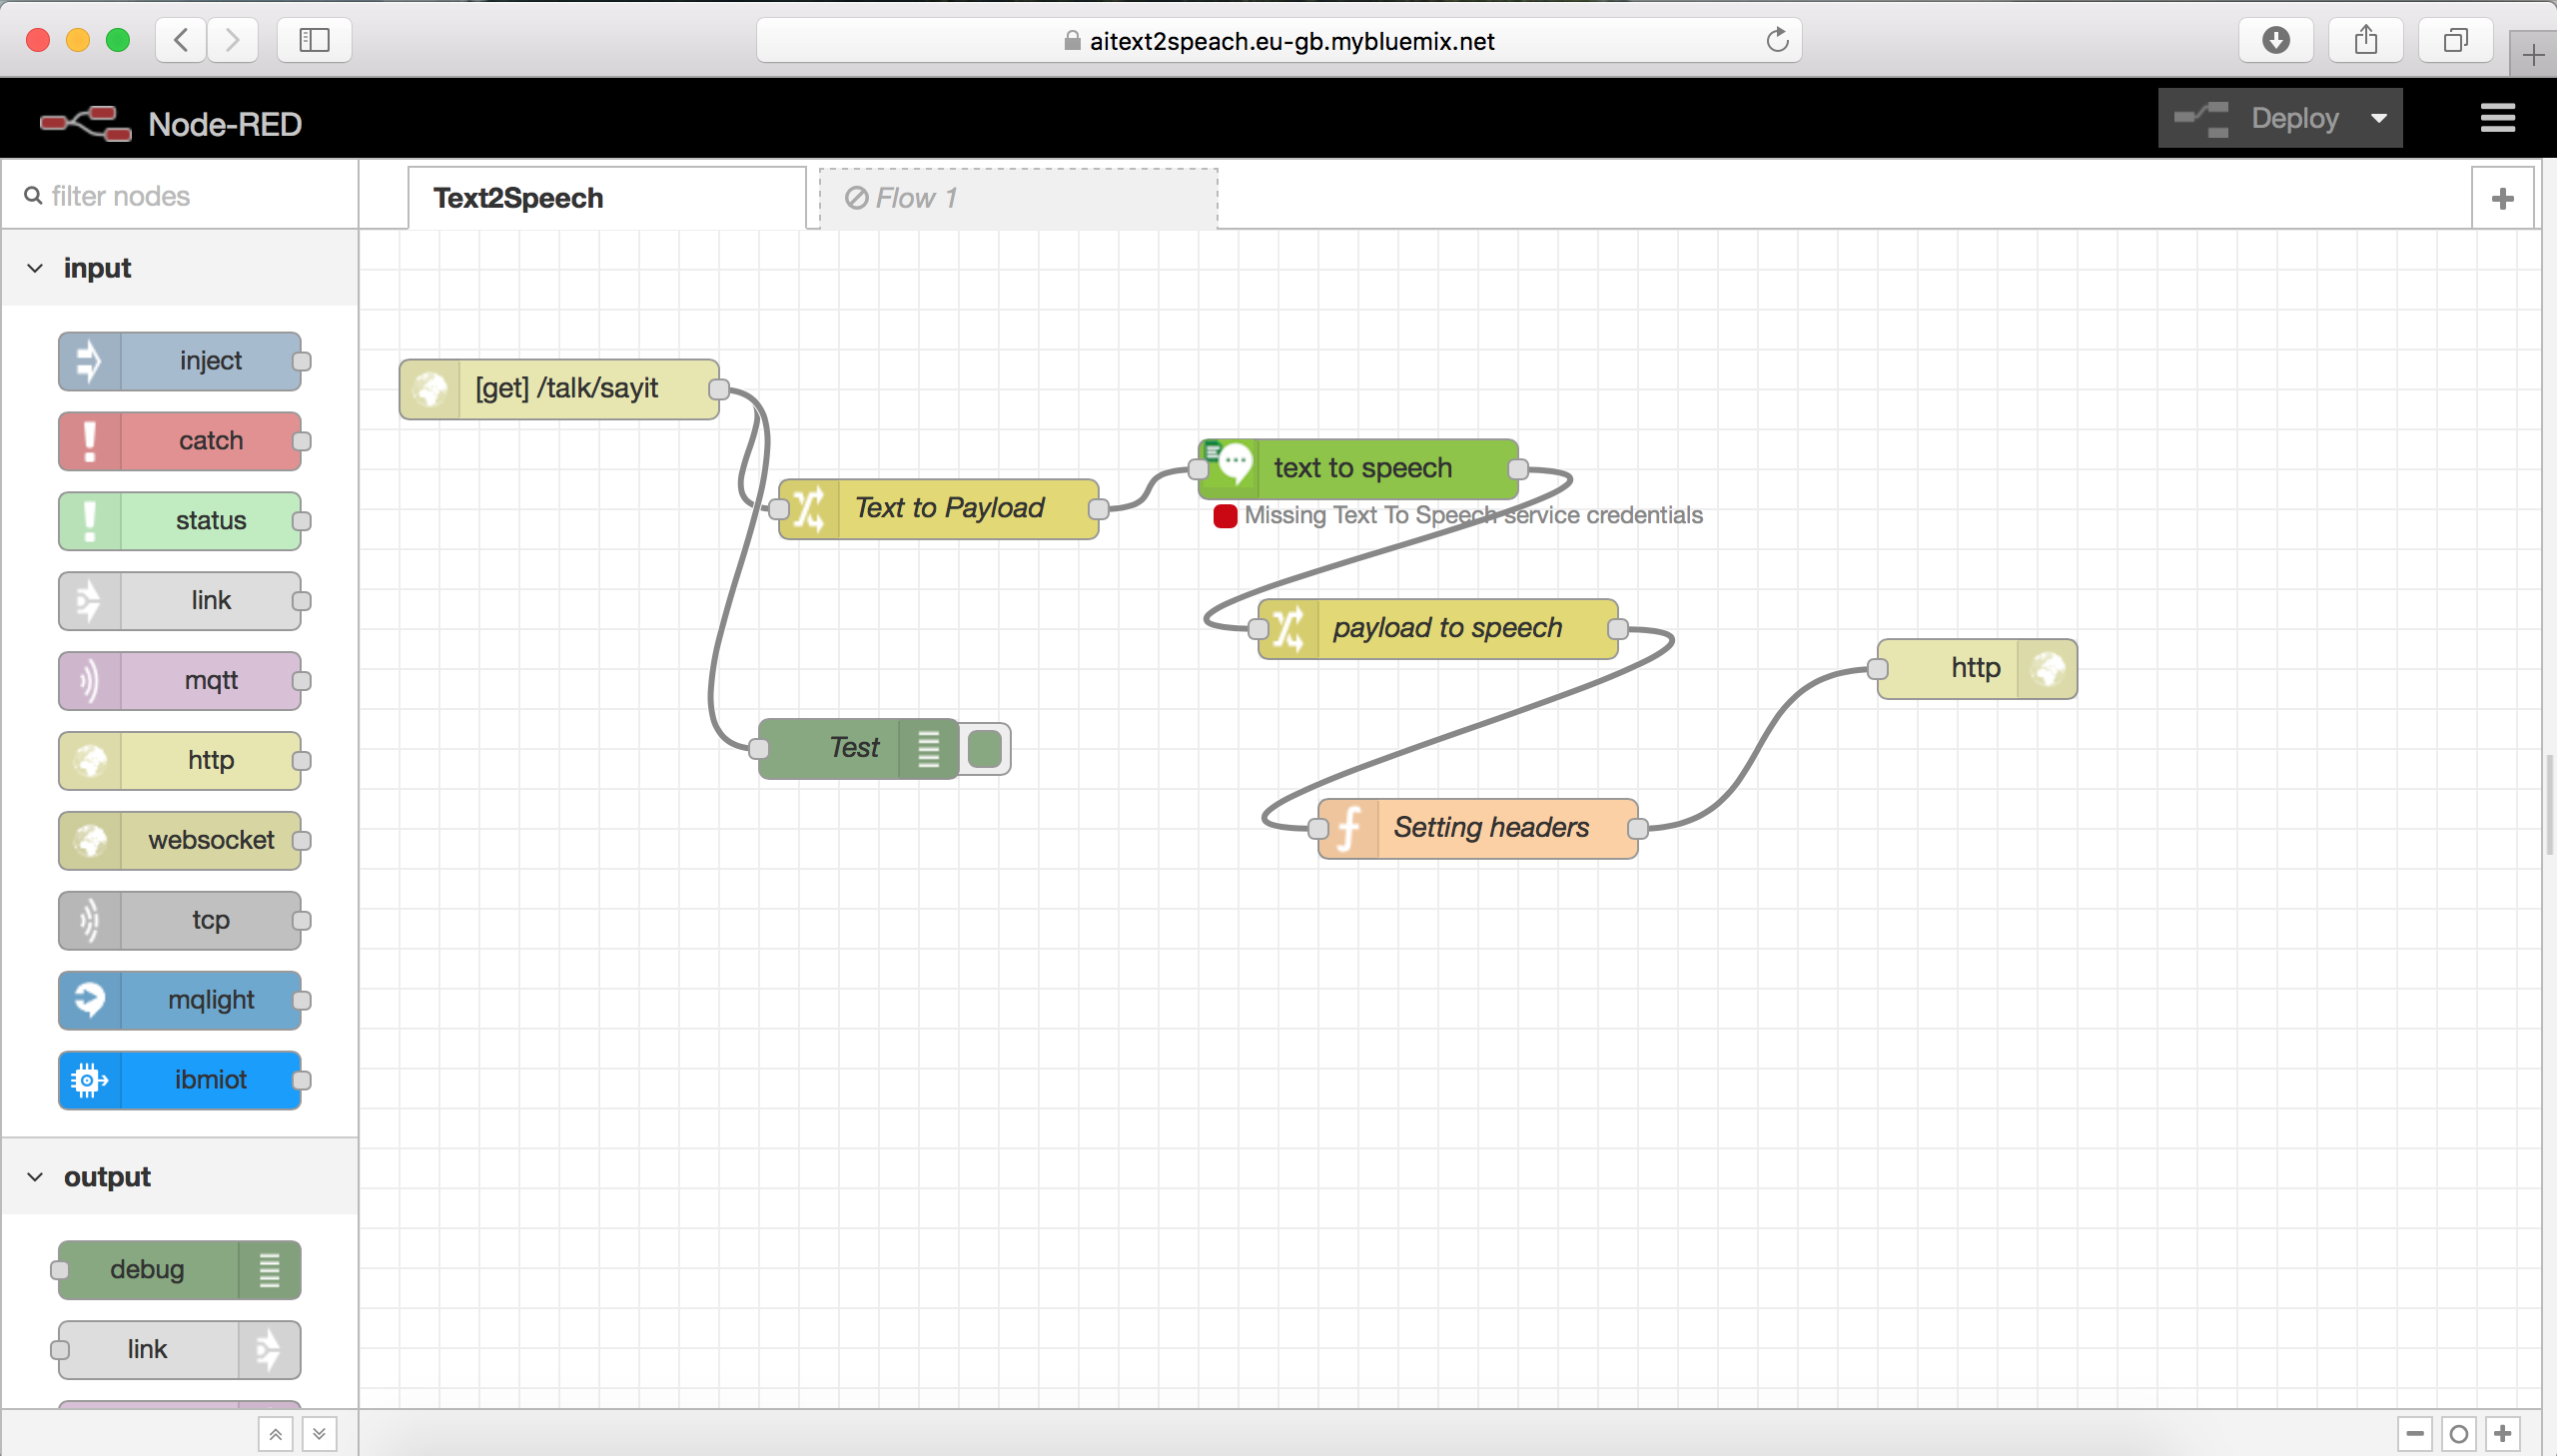 aitext2speach.eu-gb.mybluemix.net
Node-RED
Deploy
filter nodes
Text2Speech
Flow 1
input
inject
catch
status
link
mqtt
http
websocket
tcp
mqlight
ibmiot
output
debug
link
[get] /talk/sayit
Text to Payload
text to speech
Missing Text To Speech service credentials
payload to speech
http
Test
Setting headers